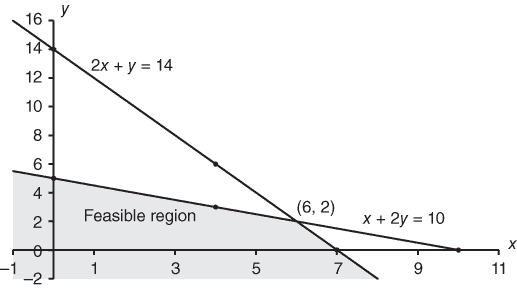 y
16
14
12
10
8
6
4
2
0
−2
2x + y = 14
(6, 2)
x + 2y = 10
Feasible region
x
−1 1 3 5 7 9 11